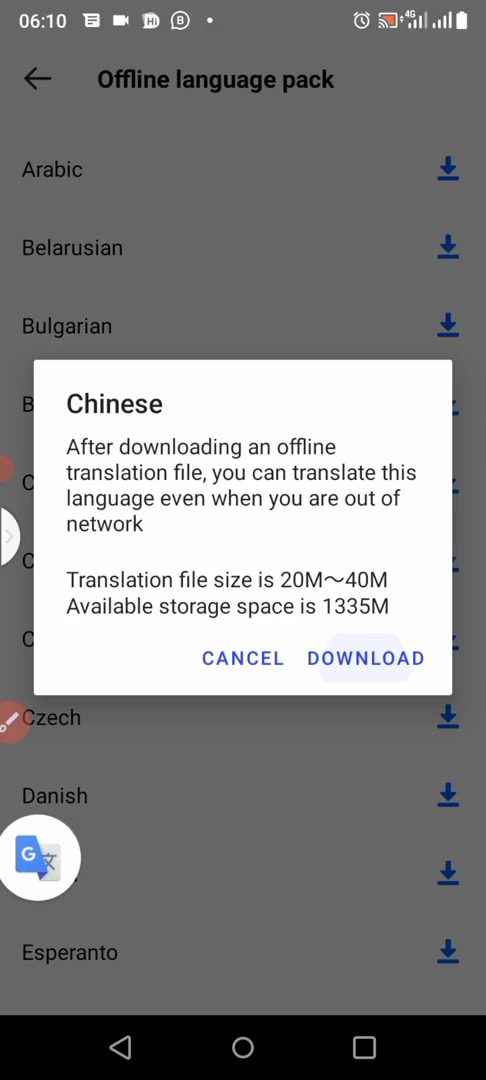 06:10
4G
Offline language pack
Arabic
Belarusian
Bulgarian
B
C
C
C
Chinese
After downloading an offline
translation file, you can translate this
language even when you are out of
network
Translation file size is 20M～40M
Available storage space is 1335M
CANCEL DOWNLOAD
Czech
Danish
Esperanto